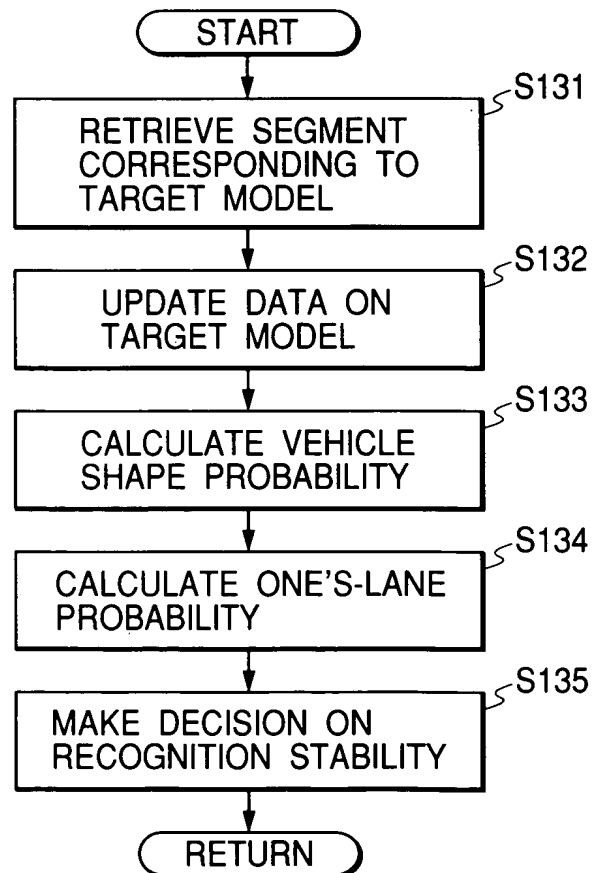 START
S131
RETRIEVE SEGMENT
CORRESPONDING TO
TARGET MODEL
S132
UPDATE DATA ON
TARGET MODEL
S133
CALCULATE VEHICLE
SHAPE PROBABILITY
S134
CALCULATE ONE'S-LANE
PROBABILITY
S135
MAKE DECISION ON
RECOGNITION STABILITY
RETURN